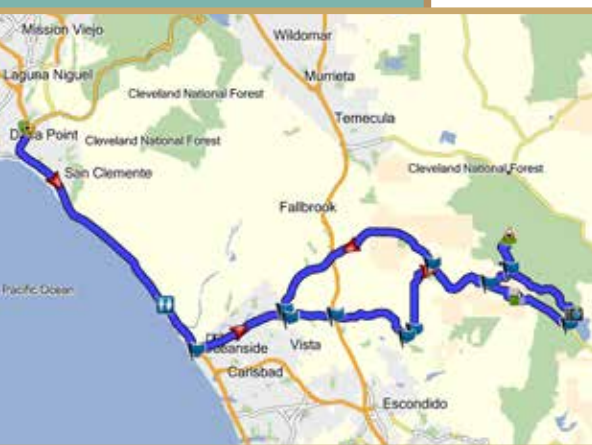 Mission Viejo
Wildomar
Laguna Niguel
Murrieta
Cleveland National Forest
Temecula
Dana Point
Cleveland National Forest
San Clemente
Cleveland National Forest
Fallbrook
Pacific Ocean
Oceanside
Vista
Carlsbad
Escondido